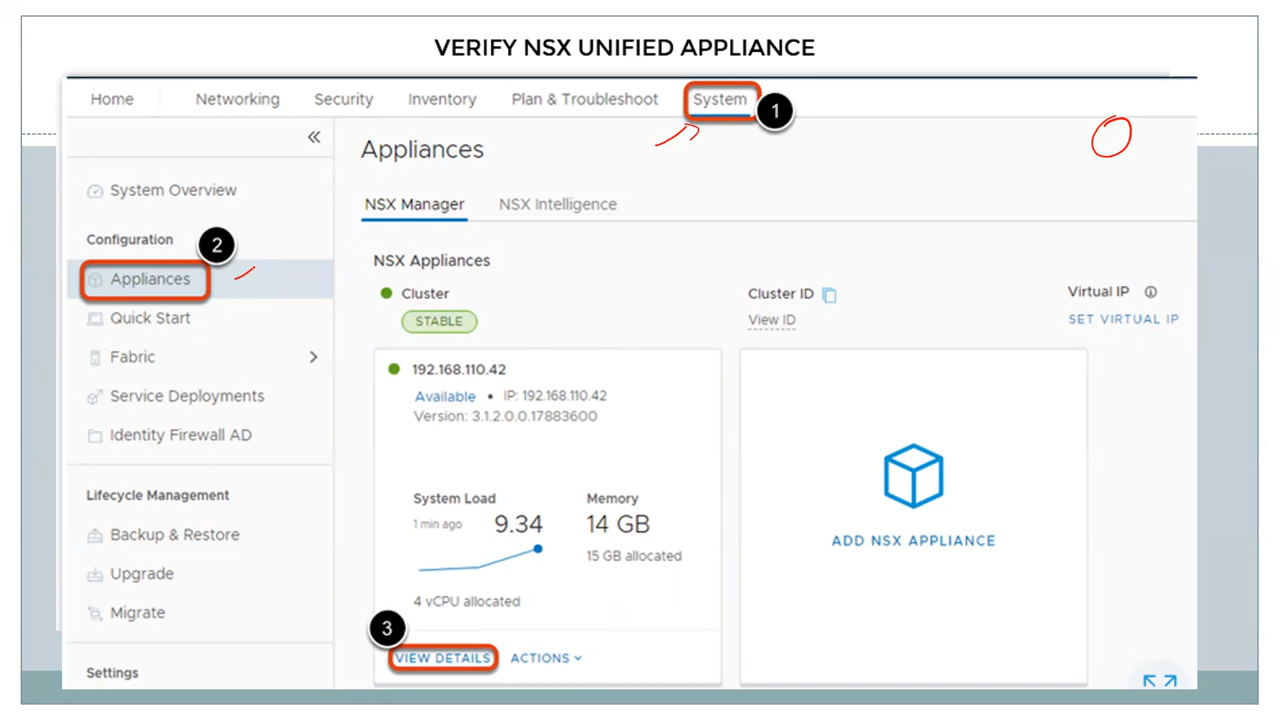 VERIFY NSX UNIFIED APPLIANCE
Home Networking Security Inventory Plan & Troubleshoot System 1
Appliances
NSX Manager NSX Intelligence
System Overview
Configuration
2
Appliances
Quick Start
Fabric
Service Deployments
Identity Firewall AD
Lifecycle Management
Backup & Restore
Upgrade
Migrate
Settings
NSX Appliances
Cluster
STABLE
Cluster ID
View ID
Virtual IP
SET VIRTUAL IP
192.168.110.42
Available • IP: 192.168.110.42
Version: 3.1.2.0.0.17883600
System Load
1 min ago 9.34
Memory
14 GB
15 GB allocated
4 vCPU allocated
3
VIEW DETAILS ACTIONS
ADD NSX APPLIANCE